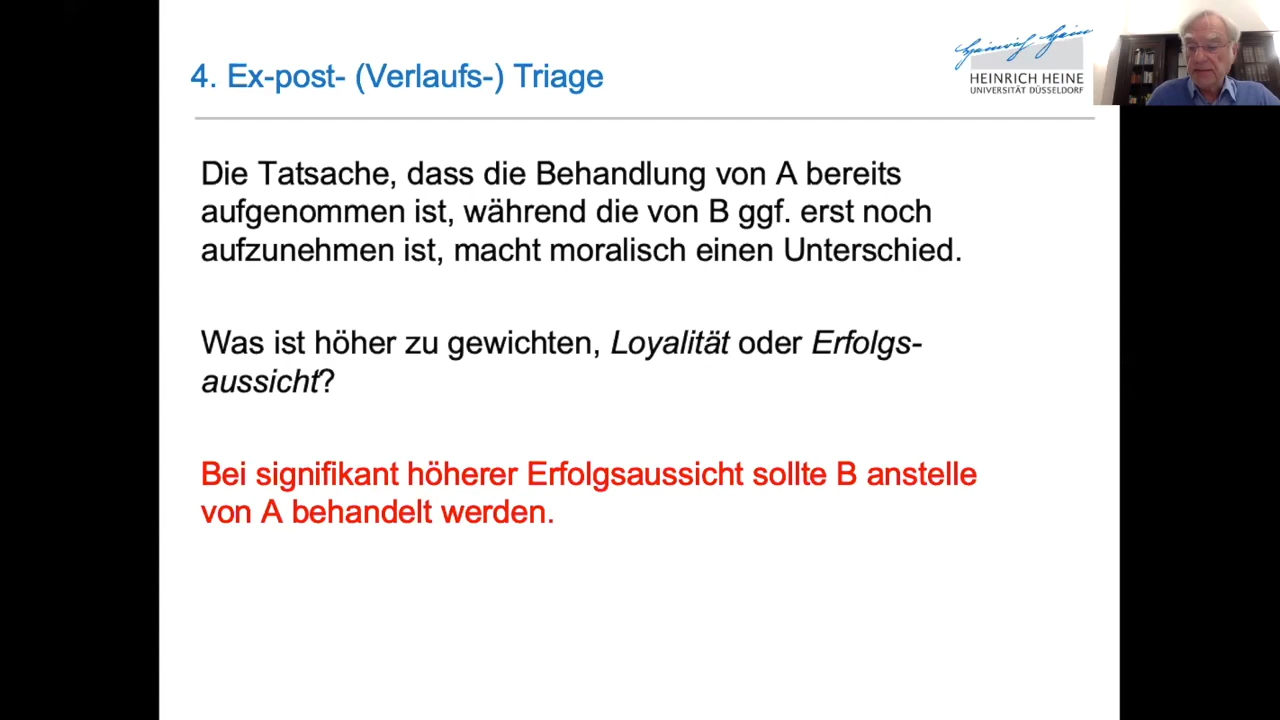 4. Ex-post- (Verlaufs-) Triage
Heinrich Heine
HEINRICH HEINE
UNIVERSITÄT DÜSSELDORF
Die Tatsache, dass die Behandlung von A bereits
aufgenommen ist, während die von B ggf. erst noch
aufzunehmen ist, macht moralisch einen Unterschied.
Was ist höher zu gewichten, Loyalität oder Erfolgs-
aussicht?
Bei signifikant höherer Erfolgsaussicht sollte B anstelle
von A behandelt werden.